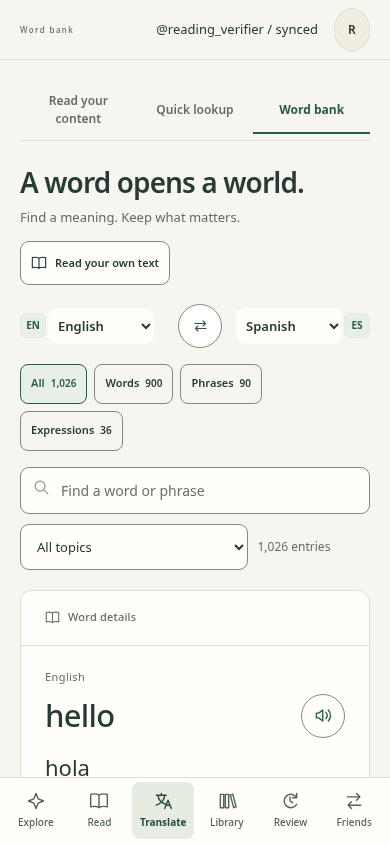 Word bank
@reading_verifier / synced
R
Read your
content
Quick lookup
Word bank
A word opens a world.
Find a meaning. Keep what matters.
Read your own text
EN
English
Spanish
ES
All 1,026
Words 900
Phrases 90
Expressions 36
Find a word or phrase
All topics
1,026 entries
Word details
English
hello
hola
Explore
Read
Translate
Library
Review
Friends